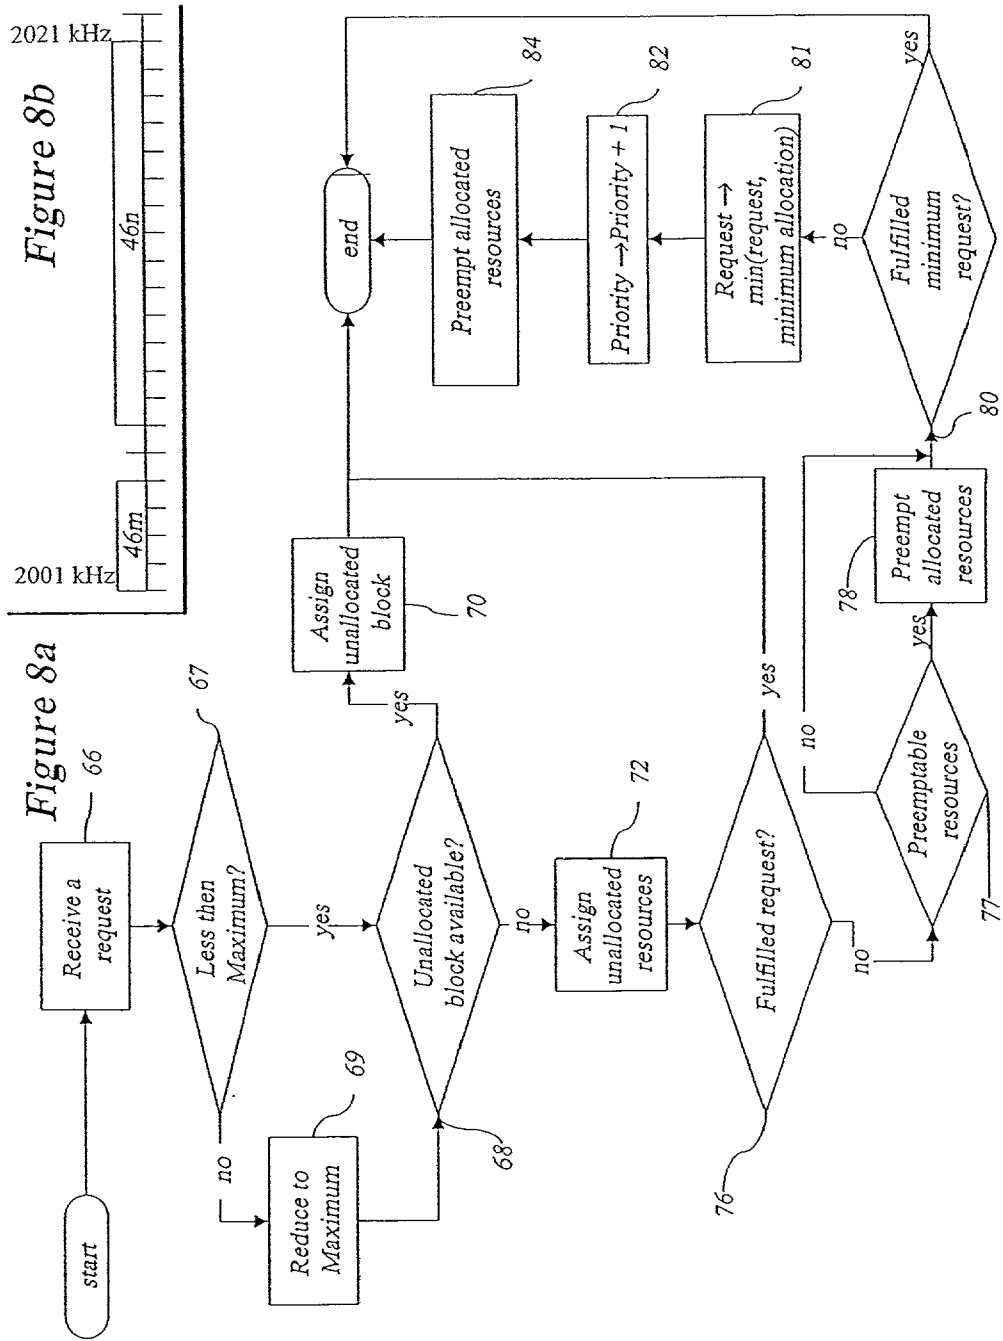 Figure 8a
start
Receive a
request
66
Less then
Maximum?
67
no
yes
Reduce to
Maximum
69
Unallocated
block available?
68
yes
no
Assign
unallocated
block
70
Assign
unallocated
resources
72
Fulfilled request?
76
yes
no
Preemptable
resources
77
no
yes
Preempt
allocated
resources
78
80
Fulfilled
minimum
request?
yes
no
Request →
min(request,
minimum allocation)
81
Priority → Priority + 1
82
Preempt allocated
resources
84
end
Figure 8b
2001 kHz
46m
46n
2021 kHz